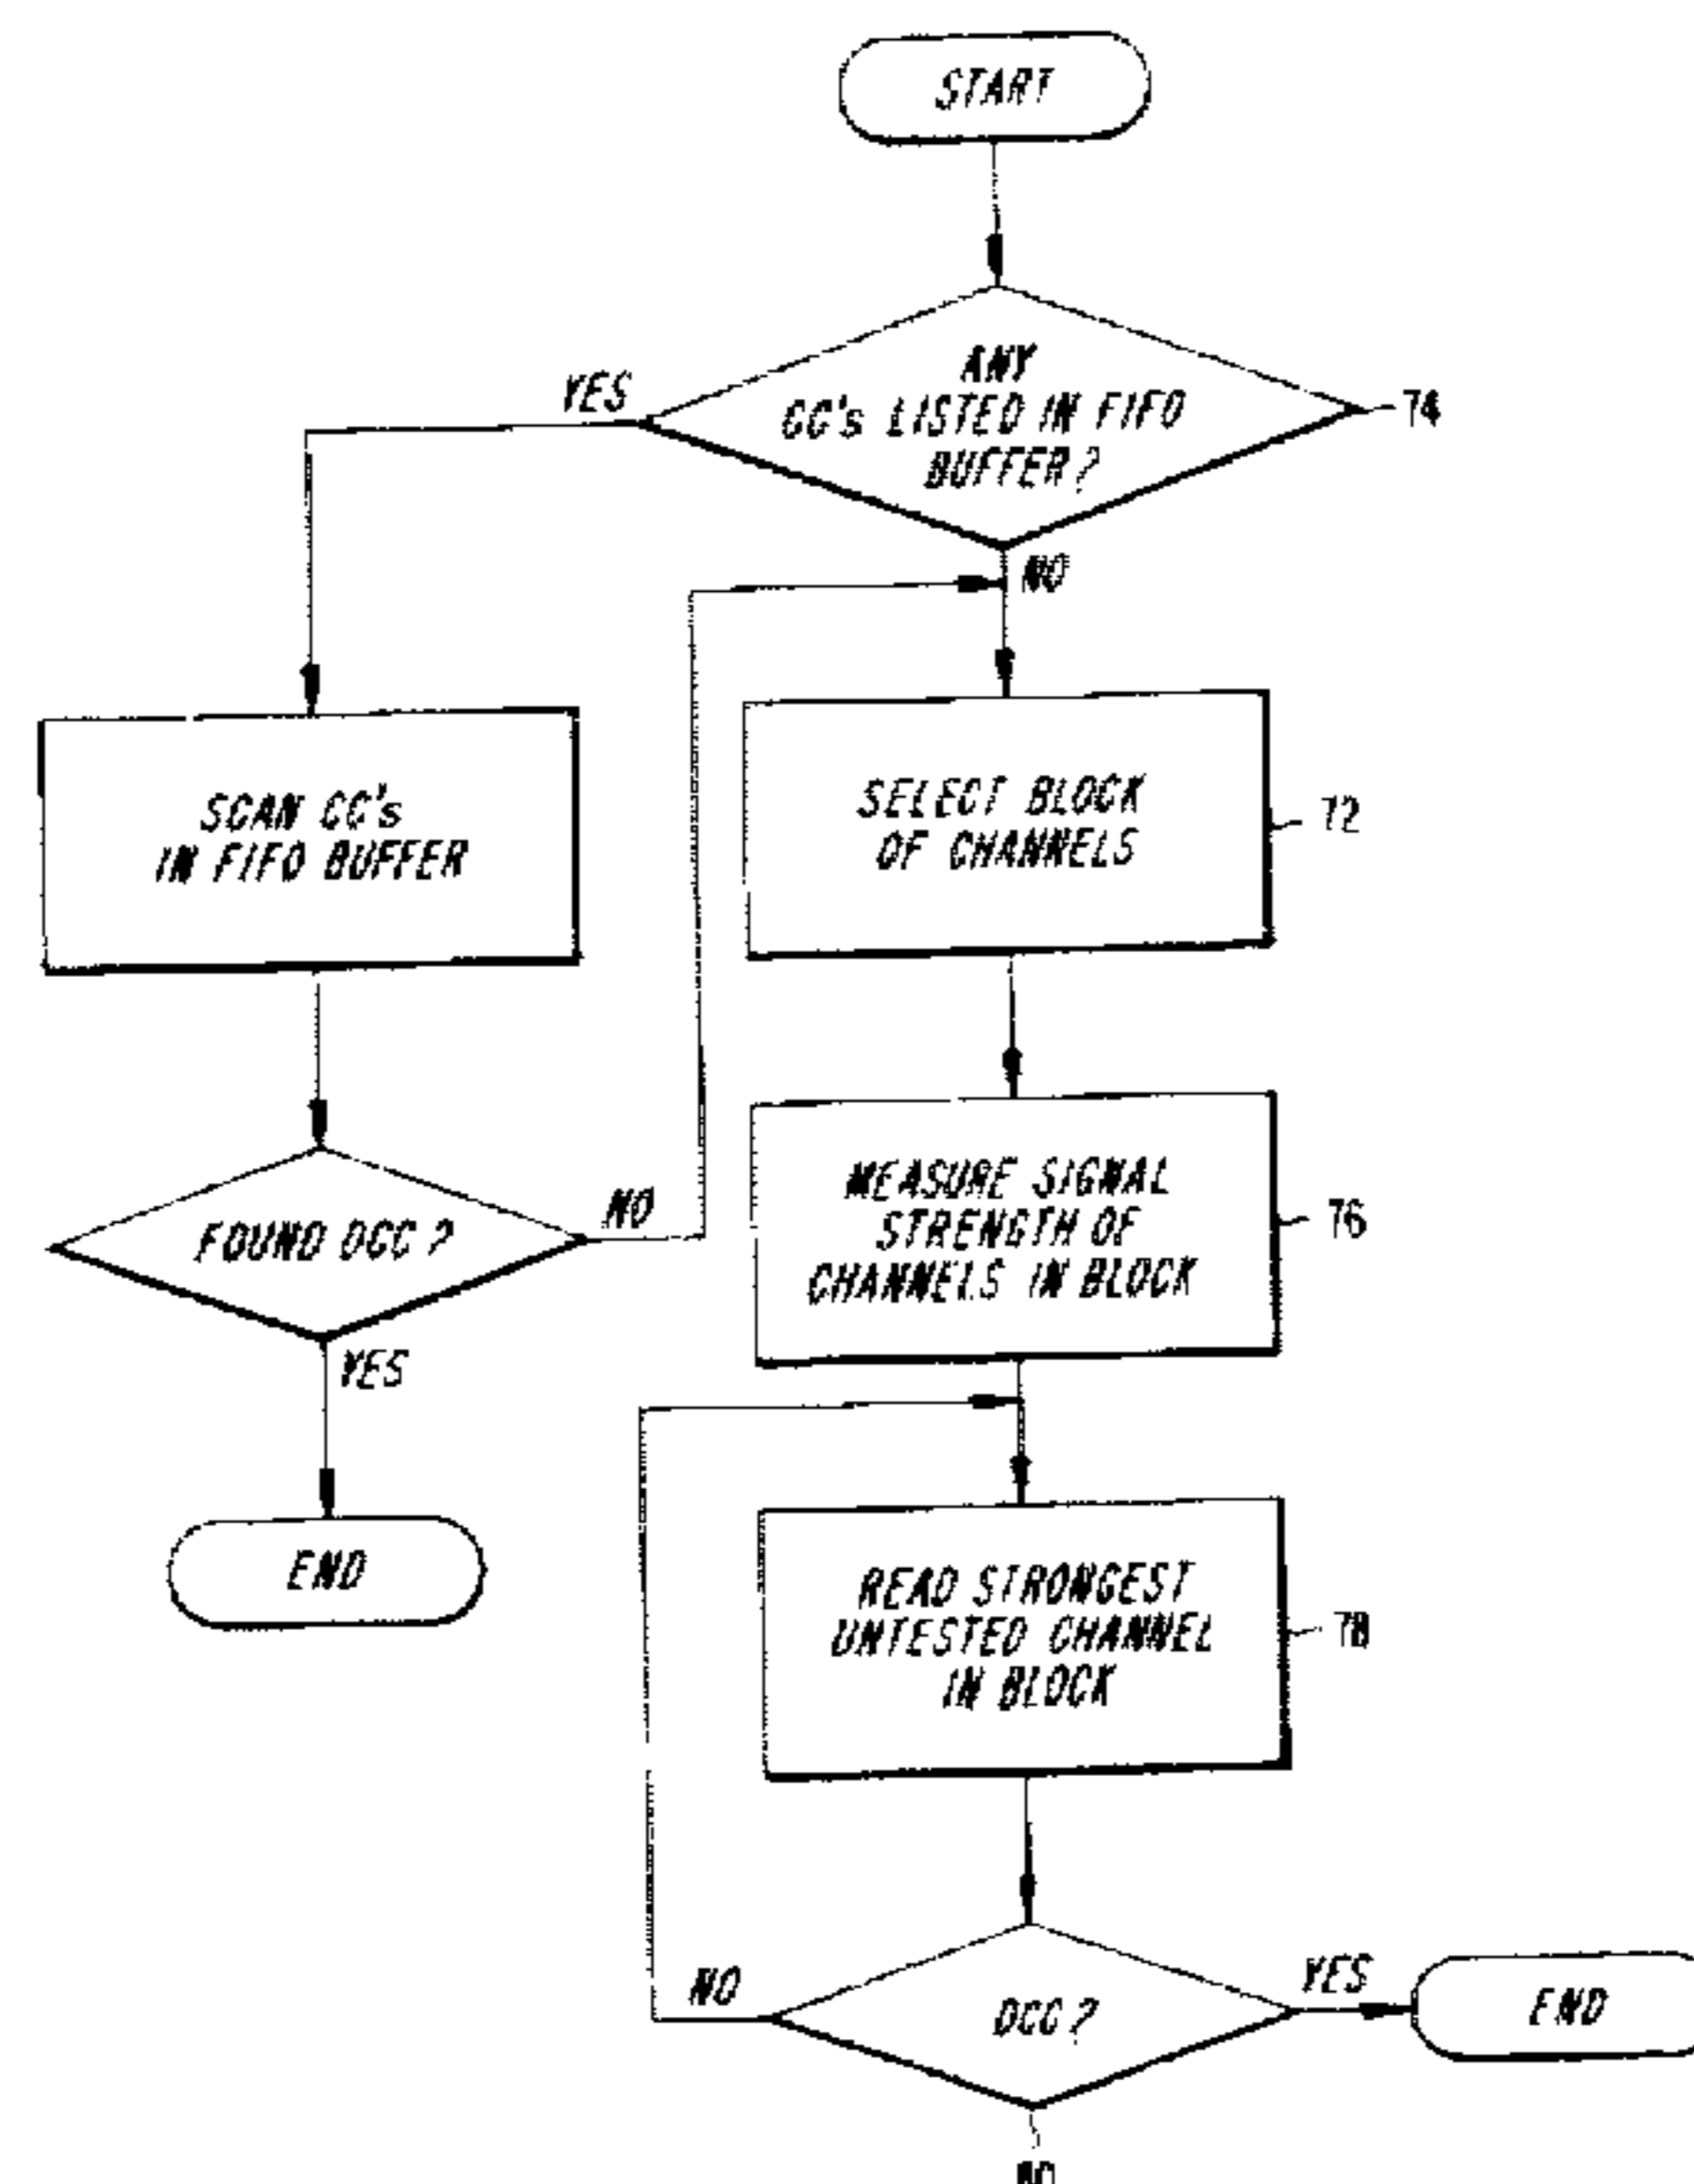 START
ANY
CC's LISTED IN FIFO
BUFFER?
74
YES
NO
SCAN CC's
IN FIFO BUFFER
SELECT BLOCK
OF CHANNELS
72
FOUND DCC?
NO
YES
END
MEASURE SIGNAL
STRENGTH OF
CHANNELS IN BLOCK
76
READ STRONGEST
UNTESTED CHANNEL
IN BLOCK
78
DCC?
NO
YES
END
NO